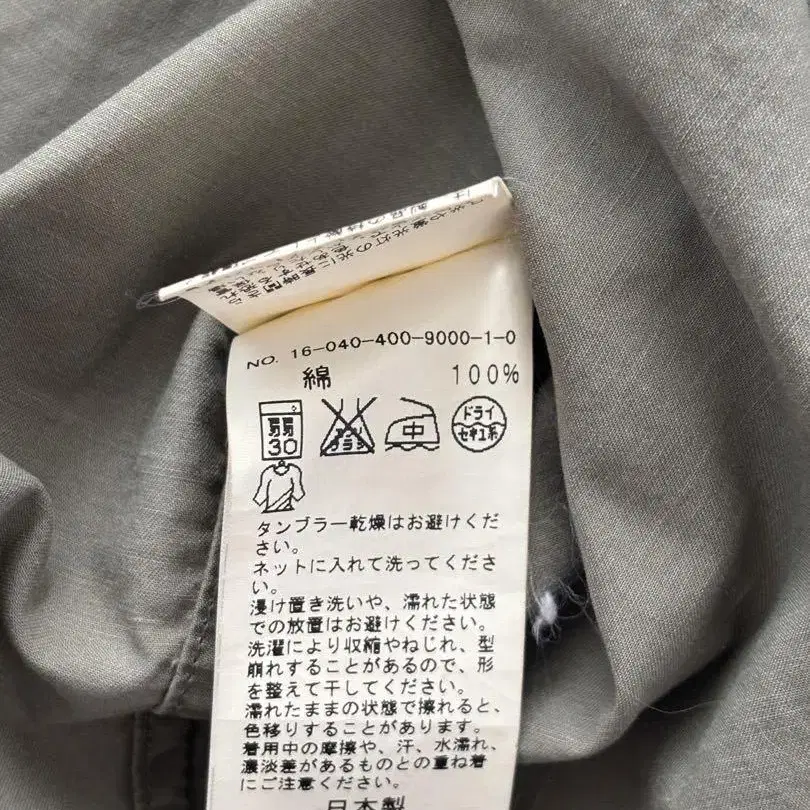 NO. 16-040-400-9000-1-0
綿 100%
弱
30
ドライ
セキユ系
中
タンブラー乾燥はお避けくだ
さい。
ネットに入れて洗ってくださ
い。
浸け置き洗いや、濡れた状態
での放置はお避けください。
洗濯により収縮やねじれ、型
崩れすることがあるので、形
を整えて干してください。
濡れたままの状態で擦れると、
色移りすることがあります。
着用中の摩擦や、汗、水濡れ、
濃淡差があるものとの重ね着
にご注意ください。
日本製